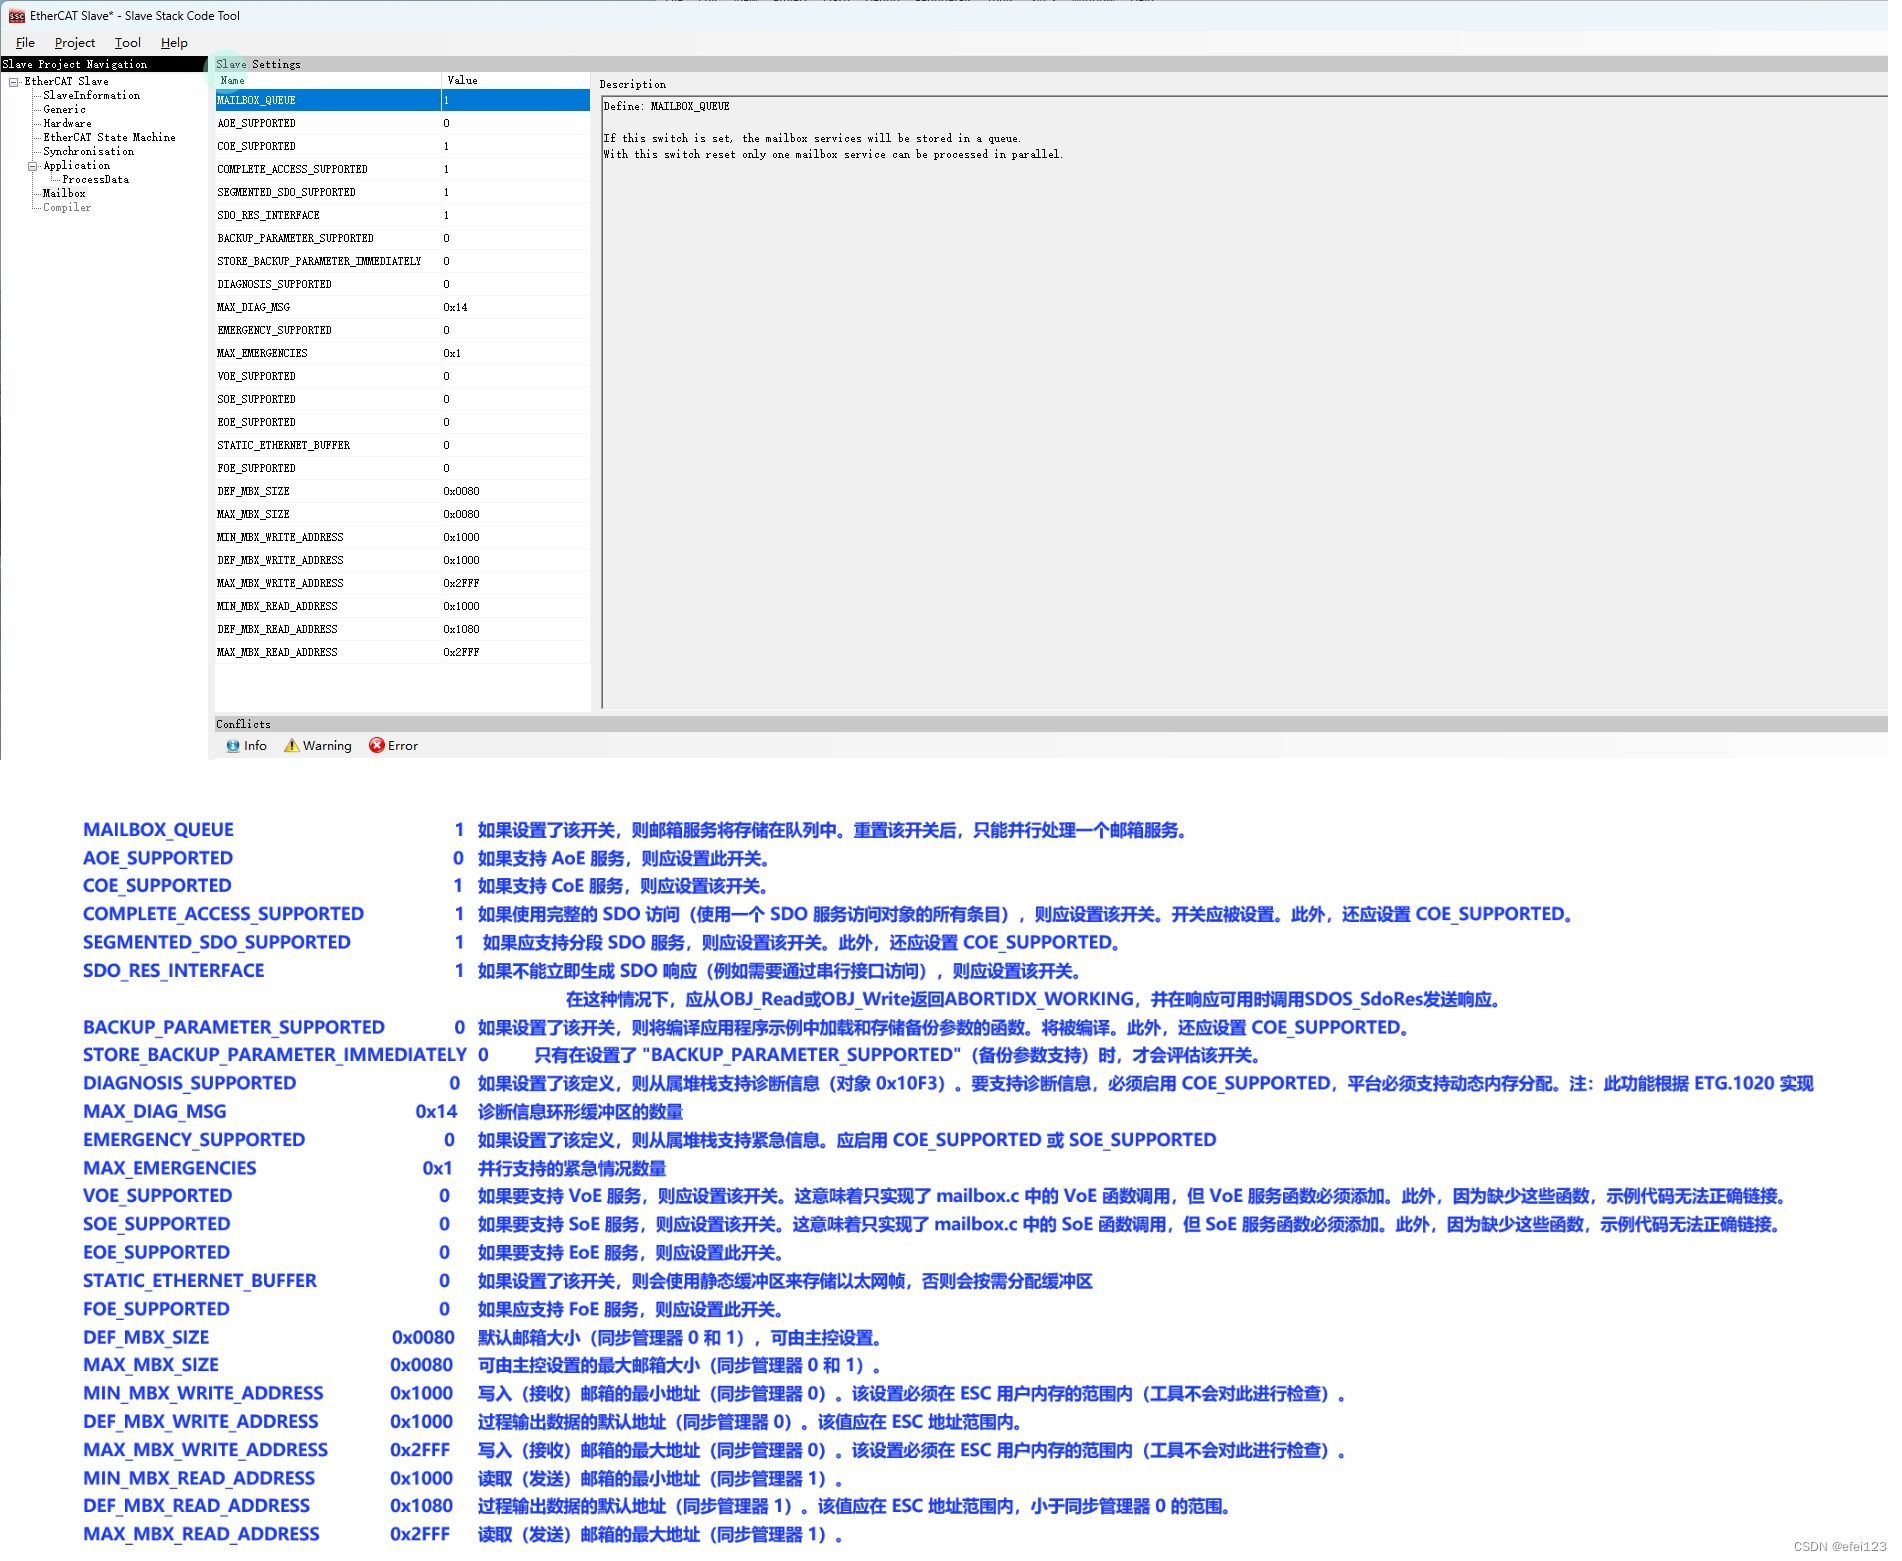 EtherCAT Slave* - Slave Stack Code Tool
File Project Tool Help
Slave Project Navigation
EtherCAT Slave
SlaveInformation
Generic
Hardware
EtherCAT State Machine
Synchronisation
Application
ProcessData
Mailbox
Compiler
Slave Settings
Name Value
MAILBOX_QUEUE 1
AOE_SUPPORTED 0
COE_SUPPORTED 1
COMPLETE_ACCESS_SUPPORTED 1
SEGMENTED_SDO_SUPPORTED 1
SDO_RES_INTERFACE 1
BACKUP_PARAMETER_SUPPORTED 0
STORE_BACKUP_PARAMETER_IMMEDIATELY 0
DIAGNOSIS_SUPPORTED 0
MAX_DIAG_MSG 0x14
EMERGENCY_SUPPORTED 0
MAX_EMERGENCIES 0x1
VOE_SUPPORTED 0
SOE_SUPPORTED 0
EOE_SUPPORTED 0
STATIC_ETHERNET_BUFFER 0
FOE_SUPPORTED 0
DEF_MBX_SIZE 0x0080
MAX_MBX_SIZE 0x0080
MIN_MBX_WRITE_ADDRESS 0x1000
DEF_MBX_WRITE_ADDRESS 0x1000
MAX_MBX_WRITE_ADDRESS 0x2FFF
MIN_MBX_READ_ADDRESS 0x1000
DEF_MBX_READ_ADDRESS 0x1080
MAX_MBX_READ_ADDRESS 0x2FFF
Description
Define: MAILBOX_QUEUE
If this switch is set, the mailbox services will be stored in a queue.
With this switch reset only one mailbox service can be processed in parallel.
Conflicts
Info Warning Error
MAILBOX_QUEUE 1 如果设置了该开关，则邮箱服务将存储在队列中。重置该开关后，只能并行处理一个邮箱服务。
AOE_SUPPORTED 0 如果支持 AoE 服务，则应设置此开关。
COE_SUPPORTED 1 如果支持 CoE 服务，则应设置该开关。
COMPLETE_ACCESS_SUPPORTED 1 如果使用完整的 SDO 访问（使用一个 SDO 服务访问对象的所有条目），则应设置该开关。开关应被设置。此外，还应设置 COE_SUPPORTED。
SEGMENTED_SDO_SUPPORTED 1 如果应支持分段 SDO 服务，则应设置该开关。此外，还应设置 COE_SUPPORTED。
SDO_RES_INTERFACE 1 如果不能立即生成 SDO 响应（例如需要通过串行接口访问），则应设置该开关。
在这种情况下，应从OBJ_Read或OBJ_Write返回ABORTIDX_WORKING，并在响应可用时调用SDOS_SdoRes发送响应。
BACKUP_PARAMETER_SUPPORTED 0 如果设置了该开关，则将编译应用程序示例中加载和存储备份参数的函数。将被编译。此外，还应设置 COE_SUPPORTED。
STORE_BACKUP_PARAMETER_IMMEDIATELY 0 只有在设置了 "BACKUP_PARAMETER_SUPPORTED"（备份参数支持）时，才会评估该开关。
DIAGNOSIS_SUPPORTED 0 如果设置了该定义，则从属堆栈支持诊断信息（对象 0x10F3）。要支持诊断信息，必须启用 COE_SUPPORTED，平台必须支持动态内存分配。注：此功能根据 ETG.1020 实现
MAX_DIAG_MSG 0x14 诊断信息环形缓冲区的数量
EMERGENCY_SUPPORTED 0 如果设置了该定义，则从属堆栈支持紧急信息。应启用 COE_SUPPORTED 或 SOE_SUPPORTED
MAX_EMERGENCIES 0x1 并行支持的紧急情况数量
VOE_SUPPORTED 0 如果要支持 VoE 服务，则应设置该开关。这意味着只实现了 mailbox.c 中的 VoE 函数调用，但 VoE 服务函数必须添加。此外，因为缺少这些函数，示例代码无法正确链接。
SOE_SUPPORTED 0 如果要支持 SoE 服务，则应设置该开关。这意味着只实现了 mailbox.c 中的 SoE 函数调用，但 SoE 服务函数必须添加。此外，因为缺少这些函数，示例代码无法正确链接。
EOE_SUPPORTED 0 如果要支持 EoE 服务，则应设置此开关。
STATIC_ETHERNET_BUFFER 0 如果设置了该开关，则会使用静态缓冲区来存储以太网帧，否则会按需分配缓冲区
FOE_SUPPORTED 0 如果应支持 FoE 服务，则应设置此开关。
DEF_MBX_SIZE 0x0080 默认邮箱大小（同步管理器 0 和 1），可由主控设置。
MAX_MBX_SIZE 0x0080 可由主控设置的最大邮箱大小（同步管理器 0 和 1）。
MIN_MBX_WRITE_ADDRESS 0x1000 写入（接收）邮箱的最小地址（同步管理器 0）。该设置必须在 ESC 用户内存的范围内（工具不会对此进行检查）。
DEF_MBX_WRITE_ADDRESS 0x1000 过程输出数据的默认地址（同步管理器 0）。该值应在 ESC 地址范围内。
MAX_MBX_WRITE_ADDRESS 0x2FFF 写入（接收）邮箱的最大地址（同步管理器 0）。该设置必须在 ESC 用户内存的范围内（工具不会对此进行检查）。
MIN_MBX_READ_ADDRESS 0x1000 读取（发送）邮箱的最小地址（同步管理器 1）。
DEF_MBX_READ_ADDRESS 0x1080 过程输出数据的默认地址（同步管理器 1）。该值应在 ESC 地址范围内，小于同步管理器 0 的范围。
MAX_MBX_READ_ADDRESS 0x2FFF 读取（发送）邮箱的最大地址（同步管理器 1）。
CSDN @efei123